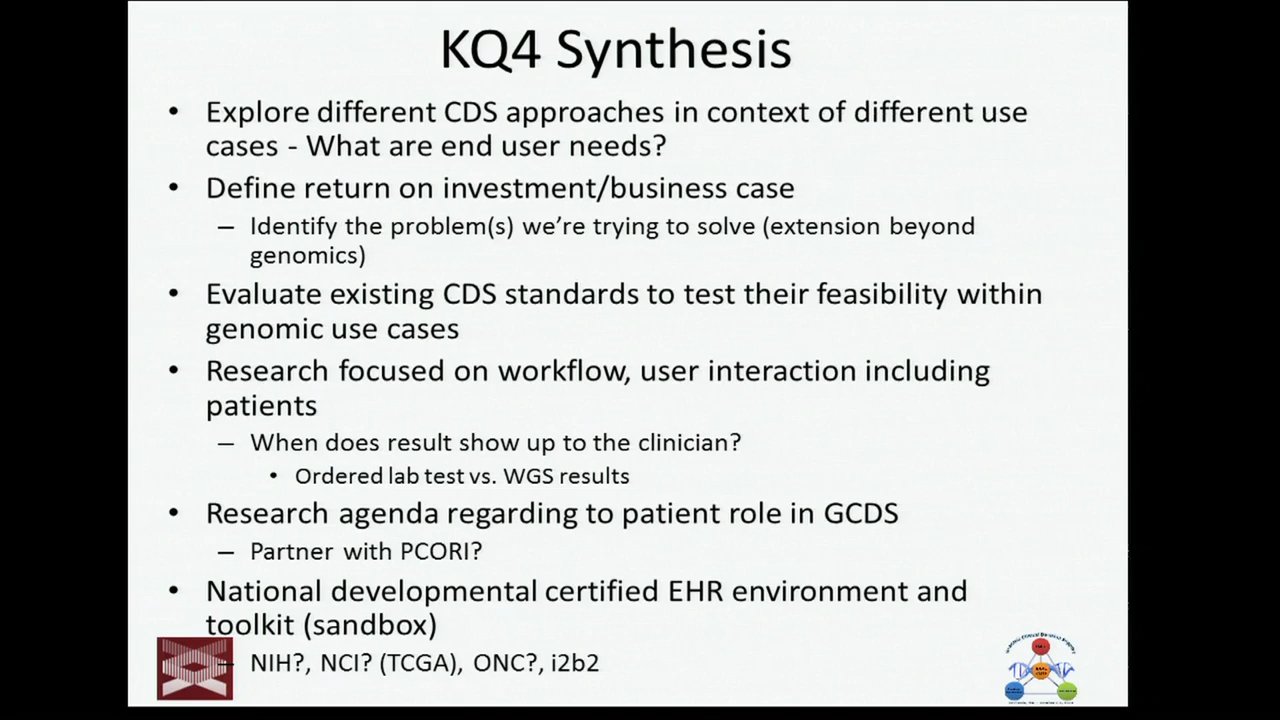 KQ4 Synthesis
• Explore different CDS approaches in context of different use
cases - What are end user needs?
• Define return on investment/business case
– Identify the problem(s) we're trying to solve (extension beyond
genomics)
• Evaluate existing CDS standards to test their feasibility within
genomic use cases
• Research focused on workflow, user interaction including
patients
– When does result show up to the clinician?
• Ordered lab test vs. WGS results
• Research agenda regarding to patient role in GCDS
– Partner with PCORI?
• National developmental certified EHR environment and
toolkit (sandbox)
– NIH?, NCI? (TCGA), ONC?, i2b2